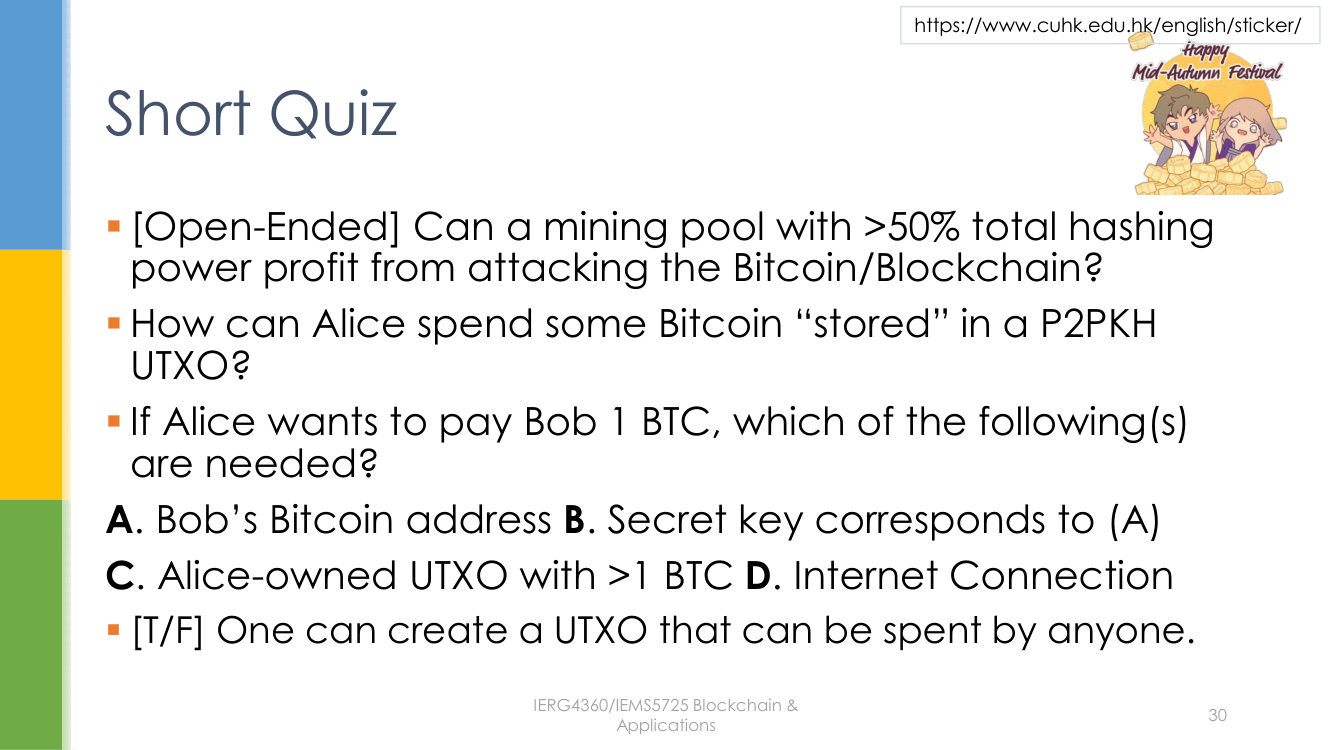 https://www.cuhk.edu.hk/english/sticker/
Happy
Mid-Autumn Festival
Short Quiz
▪ [Open-Ended] Can a mining pool with >50% total hashing
power profit from attacking the Bitcoin/Blockchain?
▪ How can Alice spend some Bitcoin “stored” in a P2PKH
UTXO?
▪ If Alice wants to pay Bob 1 BTC, which of the following(s)
are needed?
A. Bob’s Bitcoin address B. Secret key corresponds to (A)
C. Alice-owned UTXO with >1 BTC D. Internet Connection
▪ [T/F] One can create a UTXO that can be spent by anyone.
IERG4360/IEMS5725 Blockchain &
Applications
30